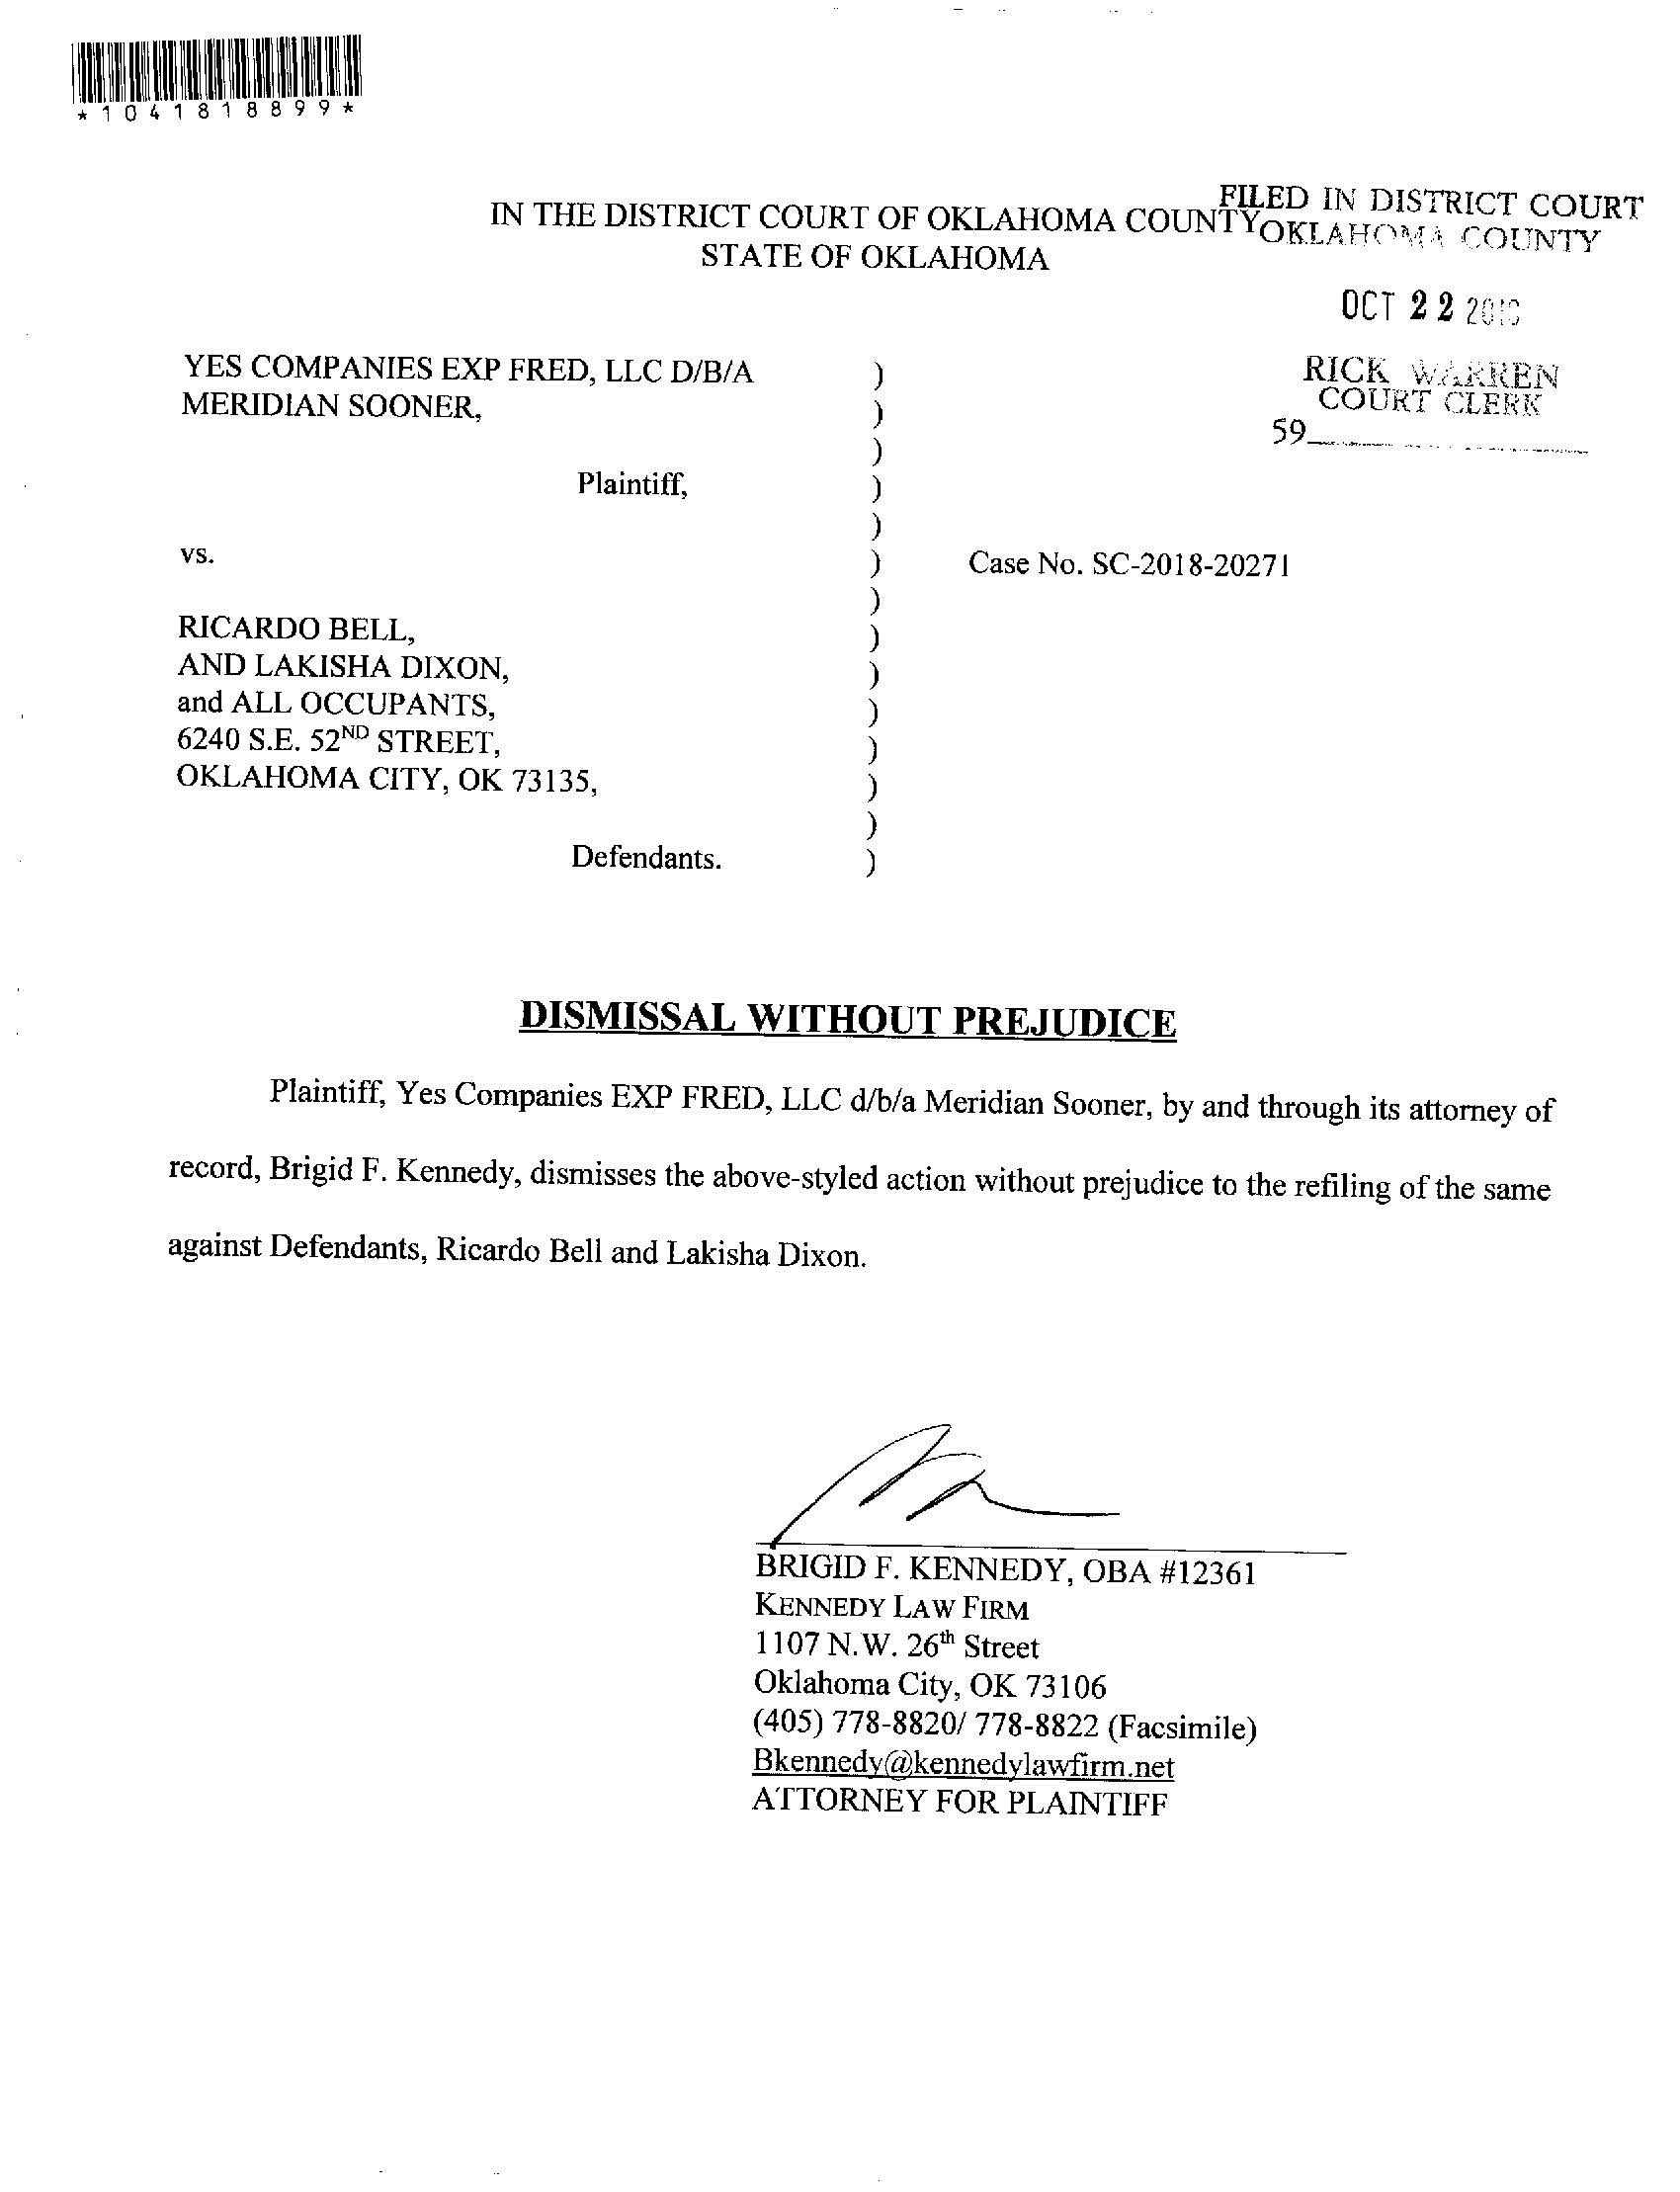 *1041818899*
FILED IN DISTRICT COURT
OKLAHOMA COUNTY
IN THE DISTRICT COURT OF OKLAHOMA COUNTY
STATE OF OKLAHOMA
OCT 22
RICK WARREN
COURT CLERK
59
YES COMPANIES EXP FRED, LLC D/B/A )
MERIDIAN SOONER, )
)
Plaintiff, )
)
vs. ) Case No. SC-2018-20271
)
RICARDO BELL, )
AND LAKISHA DIXON, )
and ALL OCCUPANTS, )
6240 S.E. 52ND STREET, )
OKLAHOMA CITY, OK 73135, )
)
Defendants. )
DISMISSAL WITHOUT PREJUDICE
Plaintiff, Yes Companies EXP FRED, LLC d/b/a Meridian Sooner, by and through its attorney of
record, Brigid F. Kennedy, dismisses the above-styled action without prejudice to the refiling of the same
against Defendants, Ricardo Bell and Lakisha Dixon.
BRIGID F. KENNEDY, OBA #12361
KENNEDY LAW FIRM
1107 N.W. 26th Street
Oklahoma City, OK 73106
(405) 778-8820/ 778-8822 (Facsimile)
Bkennedy@kennedylawfirm.net
ATTORNEY FOR PLAINTIFF